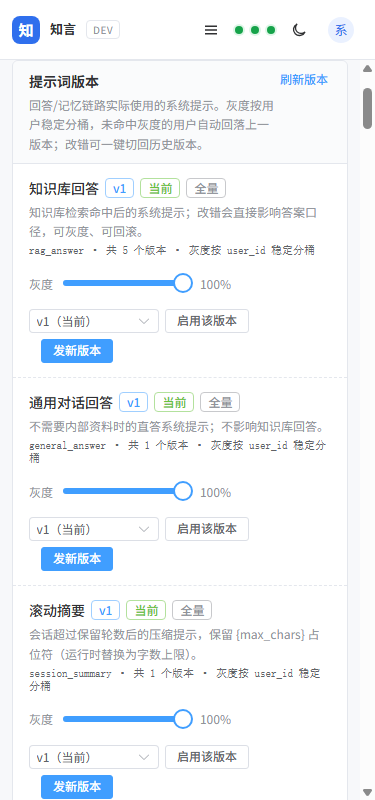 知 知言 DEV 系
提示词版本 刷新版本
回答/记忆链路实际使用的系统提示。灰度按用
户稳定分桶，未命中灰度的用户自动回落上一
版本；改错可一键切回历史版本。
知识库回答 v1 当前 全量
知识库检索命中后的系统提示；改错会直接影响答案口
径，可灰度、可回滚。
rag_answer · 共 5 个版本 · 灰度按 user_id 稳定分桶
灰度 100%
v1（当前） 启用该版本
发新版本
通用对话回答 v1 当前 全量
不需要内部资料时的直答系统提示；不影响知识库回答。
general_answer · 共 1 个版本 · 灰度按 user_id 稳定分
桶
灰度 100%
v1（当前） 启用该版本
发新版本
滚动摘要 v1 当前 全量
会话超过保留轮数后的压缩提示，保留 {max_chars} 占
位符（运行时替换为字数上限）。
session_summary · 共 1 个版本 · 灰度按 user_id 稳定
分桶
灰度 100%
v1（当前） 启用该版本
发新版本